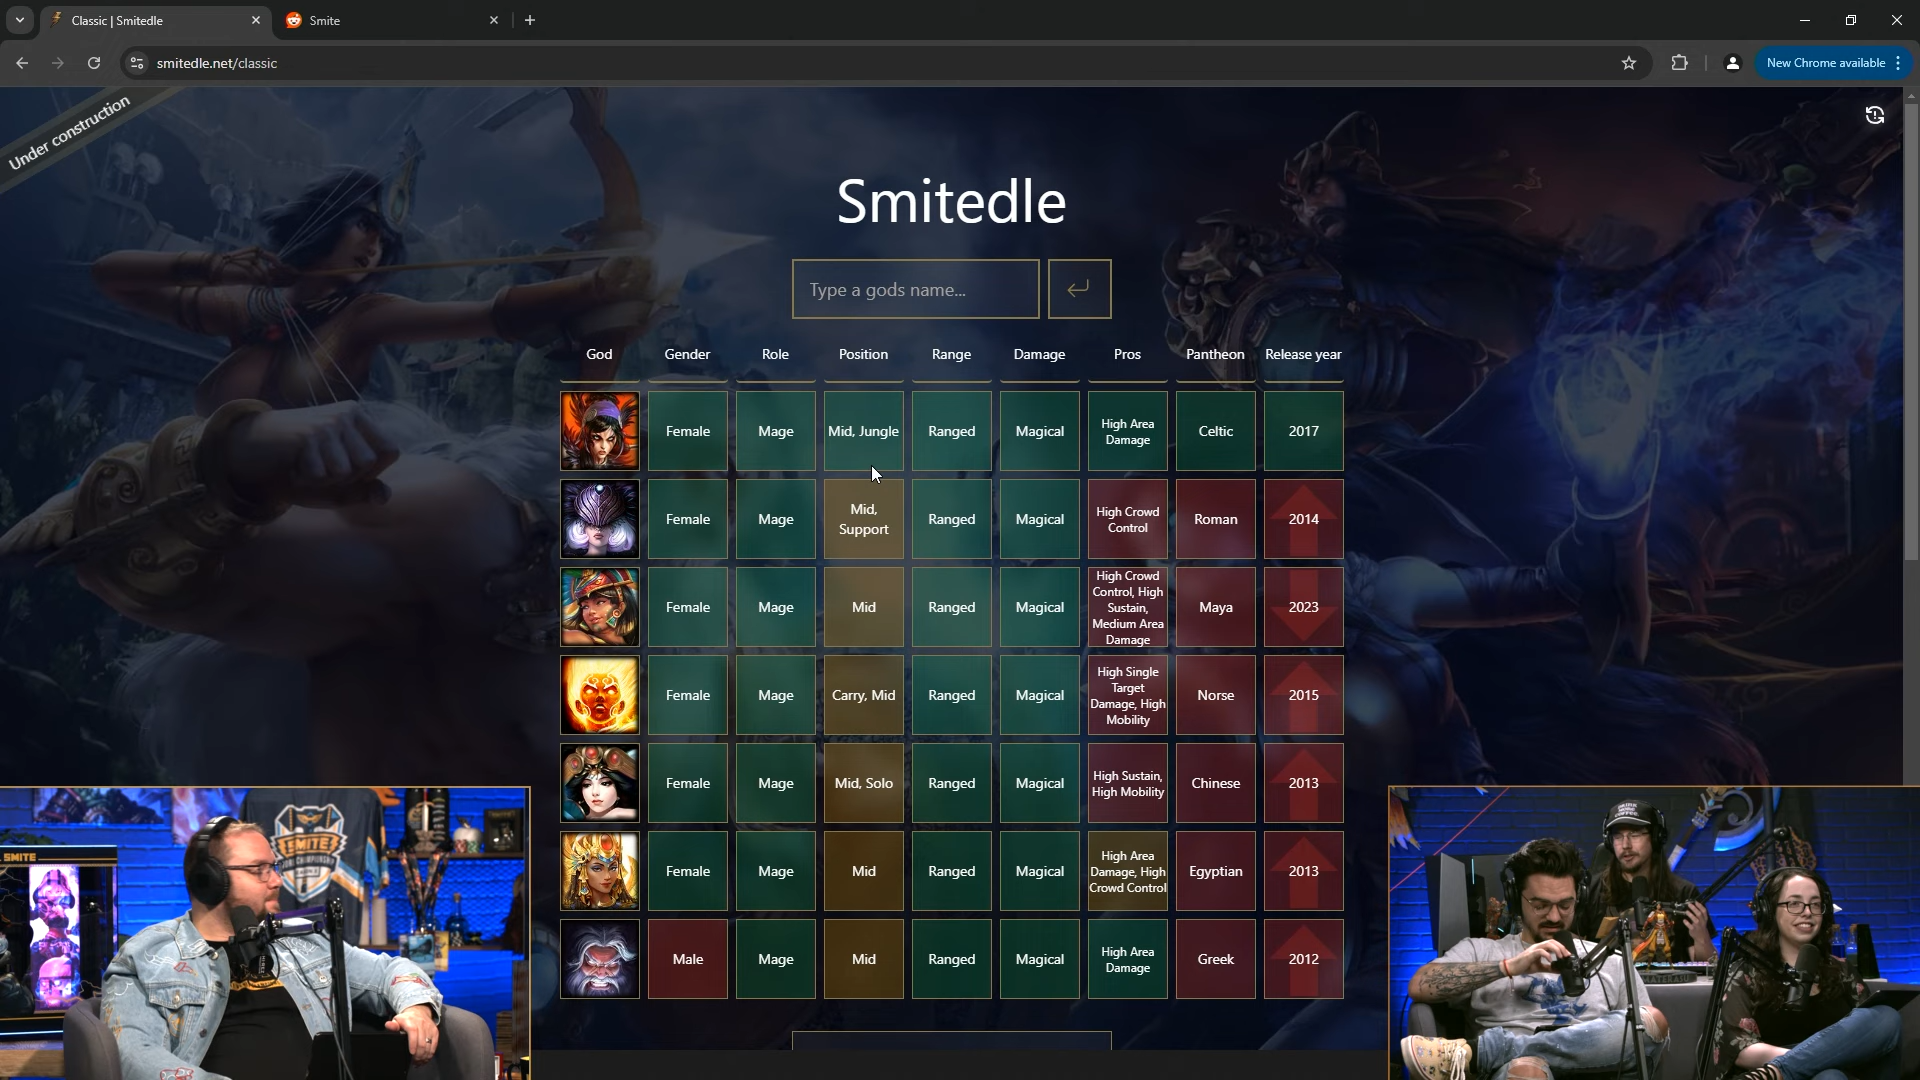 Classic | Smitedle
Smite
smitedle.net/classic
New Chrome available
Under construction
Smitedle
Type a gods name...
God Gender Role Position Range Damage Pros Pantheon Release year
Female Mage Mid, Jungle Ranged Magical High Area Damage Celtic 2017
Female Mage Mid, Support Ranged Magical High Crowd Control Roman 2014
Female Mage Mid Ranged Magical High Crowd Control, High Sustain, Medium Area Damage Maya 2023
Female Mage Carry, Mid Ranged Magical High Single Target Damage, High Mobility Norse 2015
Female Mage Mid, Solo Ranged Magical High Sustain, High Mobility Chinese 2013
Female Mage Mid Ranged Magical High Area Damage, High Crowd Control Egyptian 2013
Male Mage Mid Ranged Magical High Area Damage Greek 2012
SMITE
SMITE